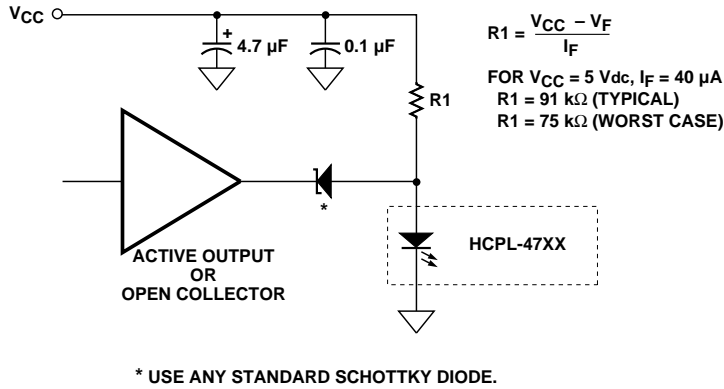 VCC
+
4.7 µF
0.1 µF
R1
R1 = VCC – VF
IF
FOR VCC = 5 Vdc, IF = 40 µA
R1 = 91 kΩ (TYPICAL)
R1 = 75 kΩ (WORST CASE)
*
HCPL-47XX
ACTIVE OUTPUT
OR
OPEN COLLECTOR
* USE ANY STANDARD SCHOTTKY DIODE.